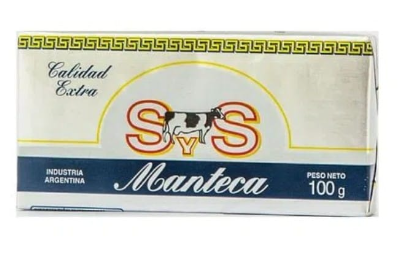 Calidad
Extra
SyS
INDUSTRIA
ARGENTINA
Manteca
PESO NETO
100 g